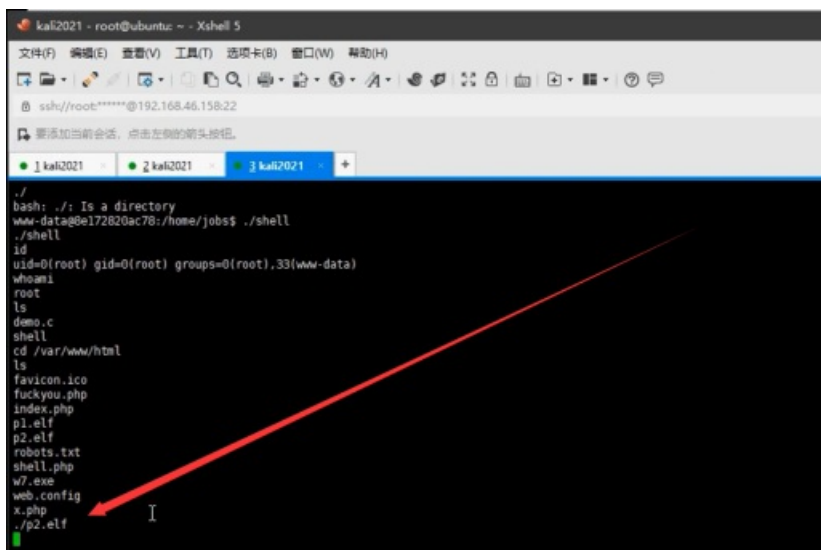 kali2021 - root@ubuntu: ~ - Xshell 5
文件(F) 编辑(E) 查看(V) 工具(T) 选项卡(B) 窗口(W) 帮助(H)
ssh://root:******@192.168.46.158:22
要添加当前会话，点击左侧的箭头按钮。
1 kali2021 × 2 kali2021 × 3 kali2021 × +
./
bash: ./: Is a directory
www-data@8e172820ac78:/home/jobs$ ./shell
./shell
id
uid=0(root) gid=0(root) groups=0(root),33(www-data)
whoami
root
ls
demo.c
shell
cd /var/www/html
ls
favicon.ico
fuckyou.php
index.php
p1.elf
p2.elf
robots.txt
shell.php
w7.exe
web.config
x.php
./p2.elf